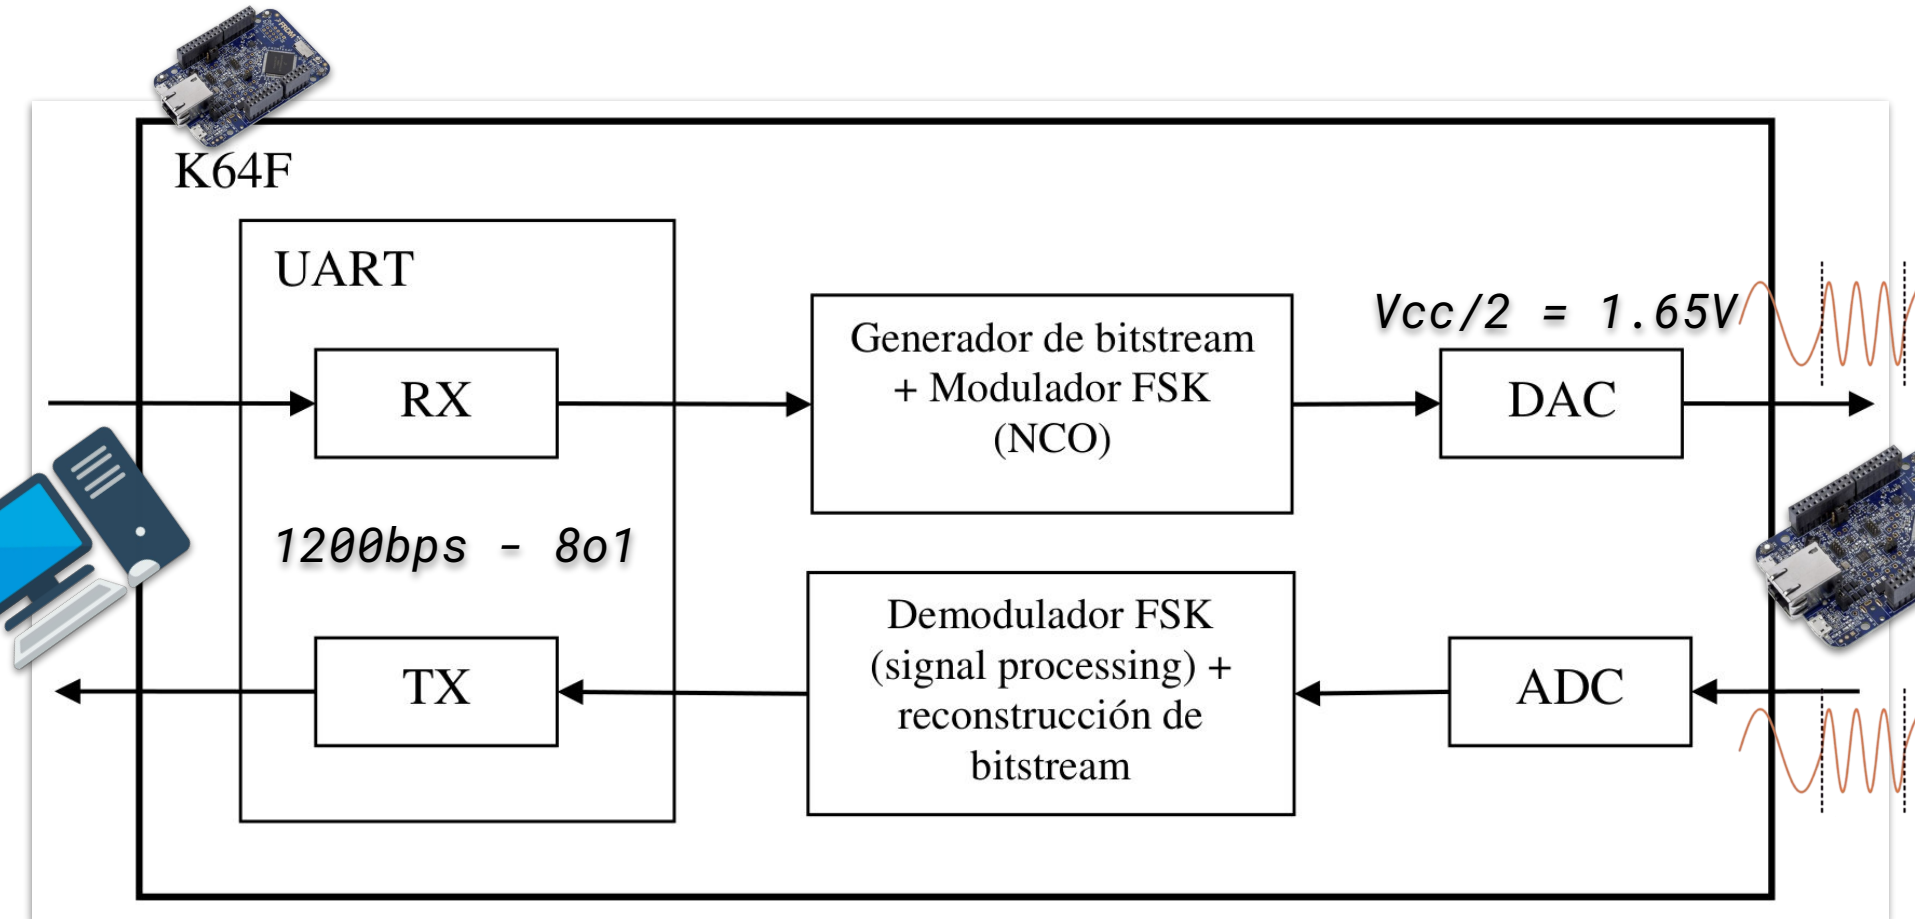 K64F
UART
RX
Generador de bitstream
+ Modulador FSK
(NCO)
Vcc/2 = 1.65V
DAC
1200bps - 8o1
TX
Demodulador FSK
(signal processing) +
reconstrucción de
bitstream
ADC